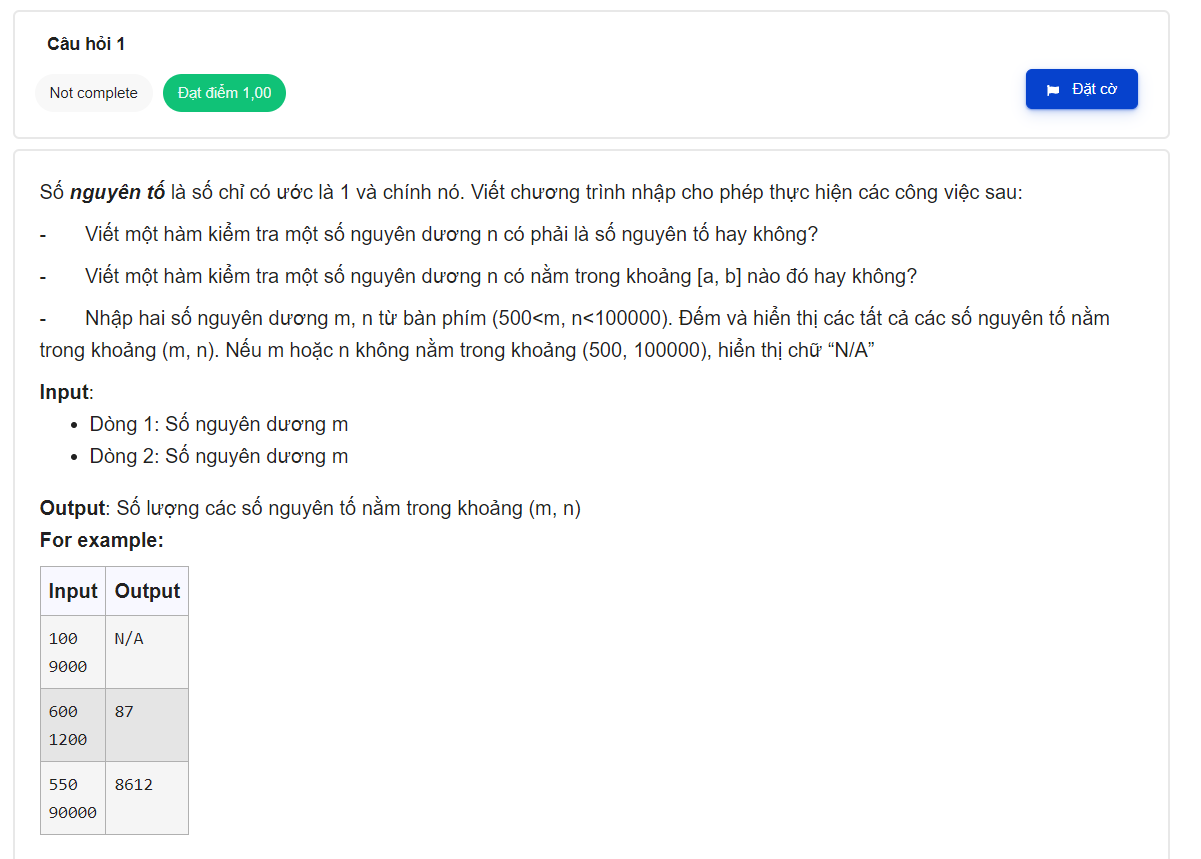 Câu hỏi 1
Not complete
Đạt điểm 1,00
Đặt cờ
Số nguyên tố là số chỉ có ước là 1 và chính nó. Viết chương trình nhập cho phép thực hiện các công việc sau:
- Viết một hàm kiểm tra một số nguyên dương n có phải là số nguyên tố hay không?
- Viết một hàm kiểm tra một số nguyên dương n có nằm trong khoảng [a, b] nào đó hay không?
- Nhập hai số nguyên dương m, n từ bàn phím (500<m, n<100000). Đếm và hiển thị các tất cả các số nguyên tố nằm
trong khoảng (m, n). Nếu m hoặc n không nằm trong khoảng (500, 100000), hiển thị chữ “N/A”
Input:
• Dòng 1: Số nguyên dương m
• Dòng 2: Số nguyên dương m
Output: Số lượng các số nguyên tố nằm trong khoảng (m, n)
For example:
Input Output
100 N/A
9000
600 87
1200
550 8612
90000